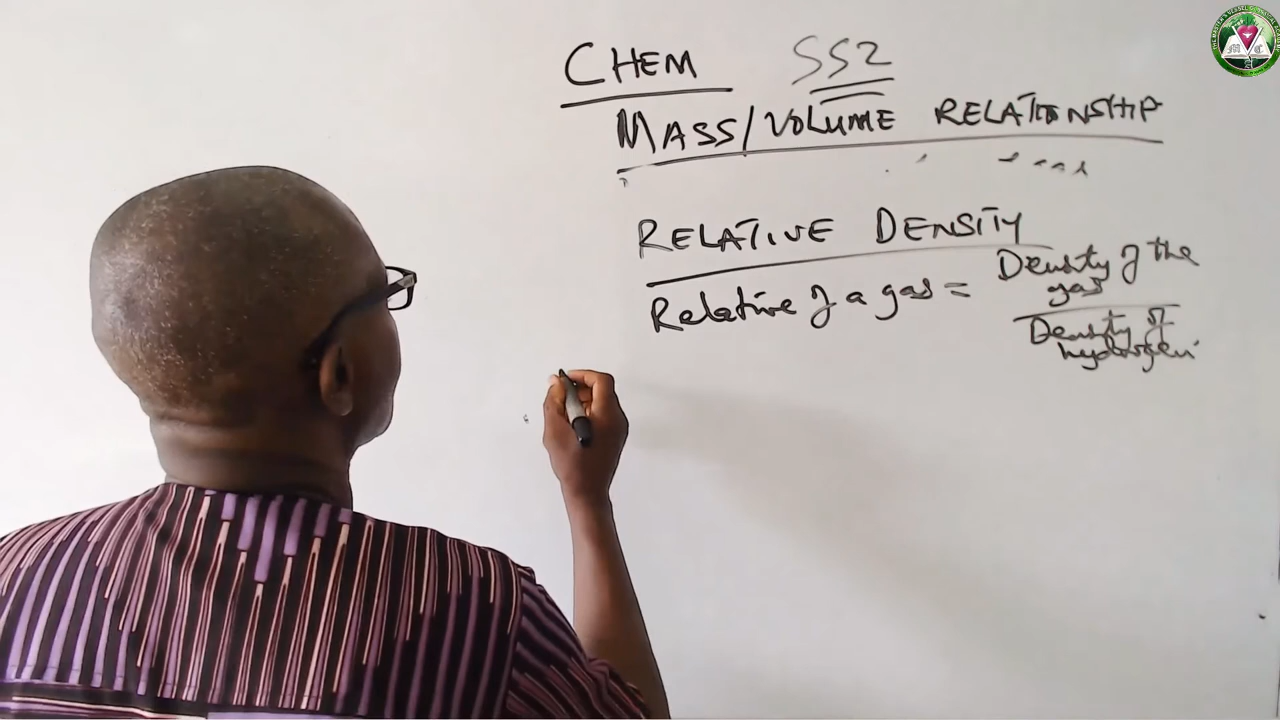 CHEM SS2
MASS/VOLUME RELATIONSHIP
RELATIVE DENSITY
Relative of a gas = Density of the gas
Density of hydrogen